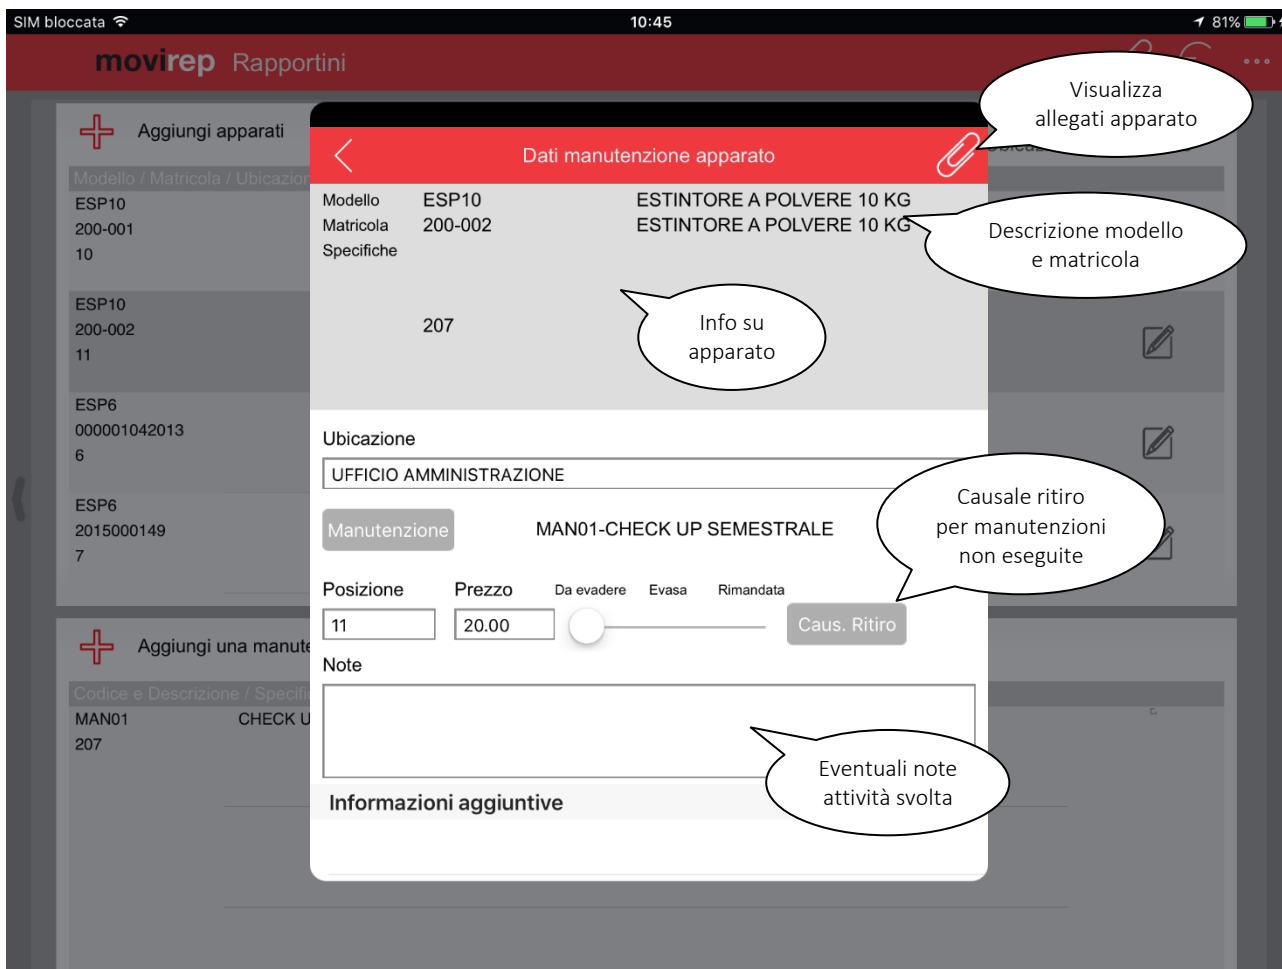 SIM bloccata 10:45 81%
movirep Rapportini
Visualizza
allegati apparato
Aggiungi apparati
Dati manutenzione apparato
Modello / Matricola / Ubicazion
ESP10
200-001
10
ESP10
200-002
11
ESP6
000001042013
6
ESP6
2015000149
7
Modello ESP10 ESTINTORE A POLVERE 10 KG
Matricola 200-002 ESTINTORE A POLVERE 10 KG
Specifiche
207
Descrizione modello
e matricola
Info su
apparato
Ubicazione
UFFICIO AMMINISTRAZIONE
Manutenzione MAN01-CHECK UP SEMESTRALE
Causale ritiro
per manutenzioni
non eseguite
Posizione Prezzo Da evadere Evasa Rimandata
11 20.00 Caus. Ritiro
Note
Eventuali note
attività svolta
Informazioni aggiuntive
Aggiungi una manute
Codice e Descrizione / Specifi
MAN01 CHECK U
207